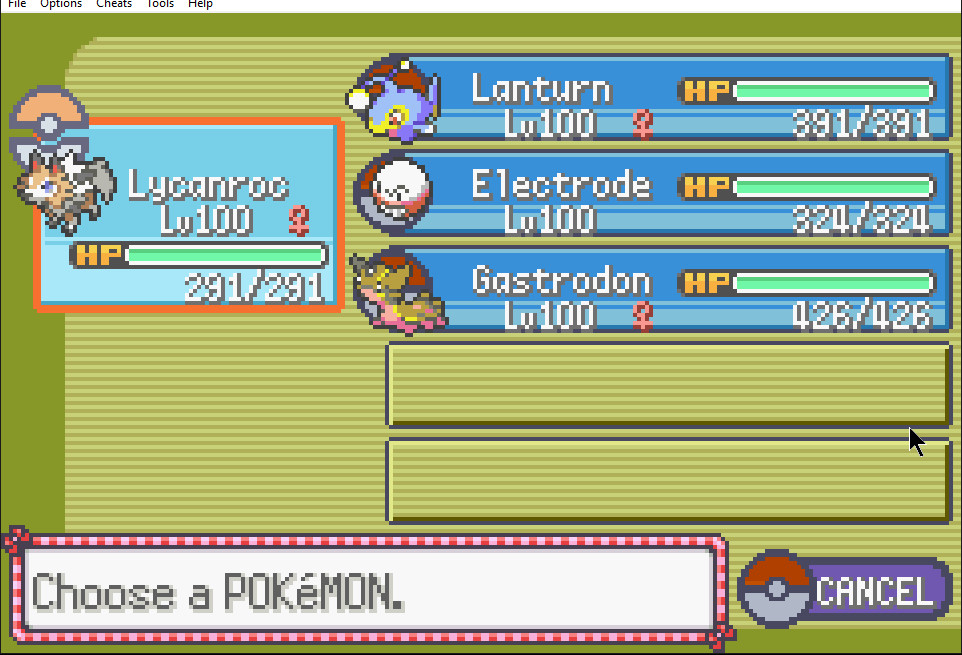 File Options Cheats Tools Help
Lycanroc
Lv100 ♀
HP
291/291
Lanturn HP
Lv100 ♀ 391/391
Electrode HP
Lv100 324/324
Gastrodon HP
Lv100 ♀ 426/426
Choose a POKéMON.
CANCEL